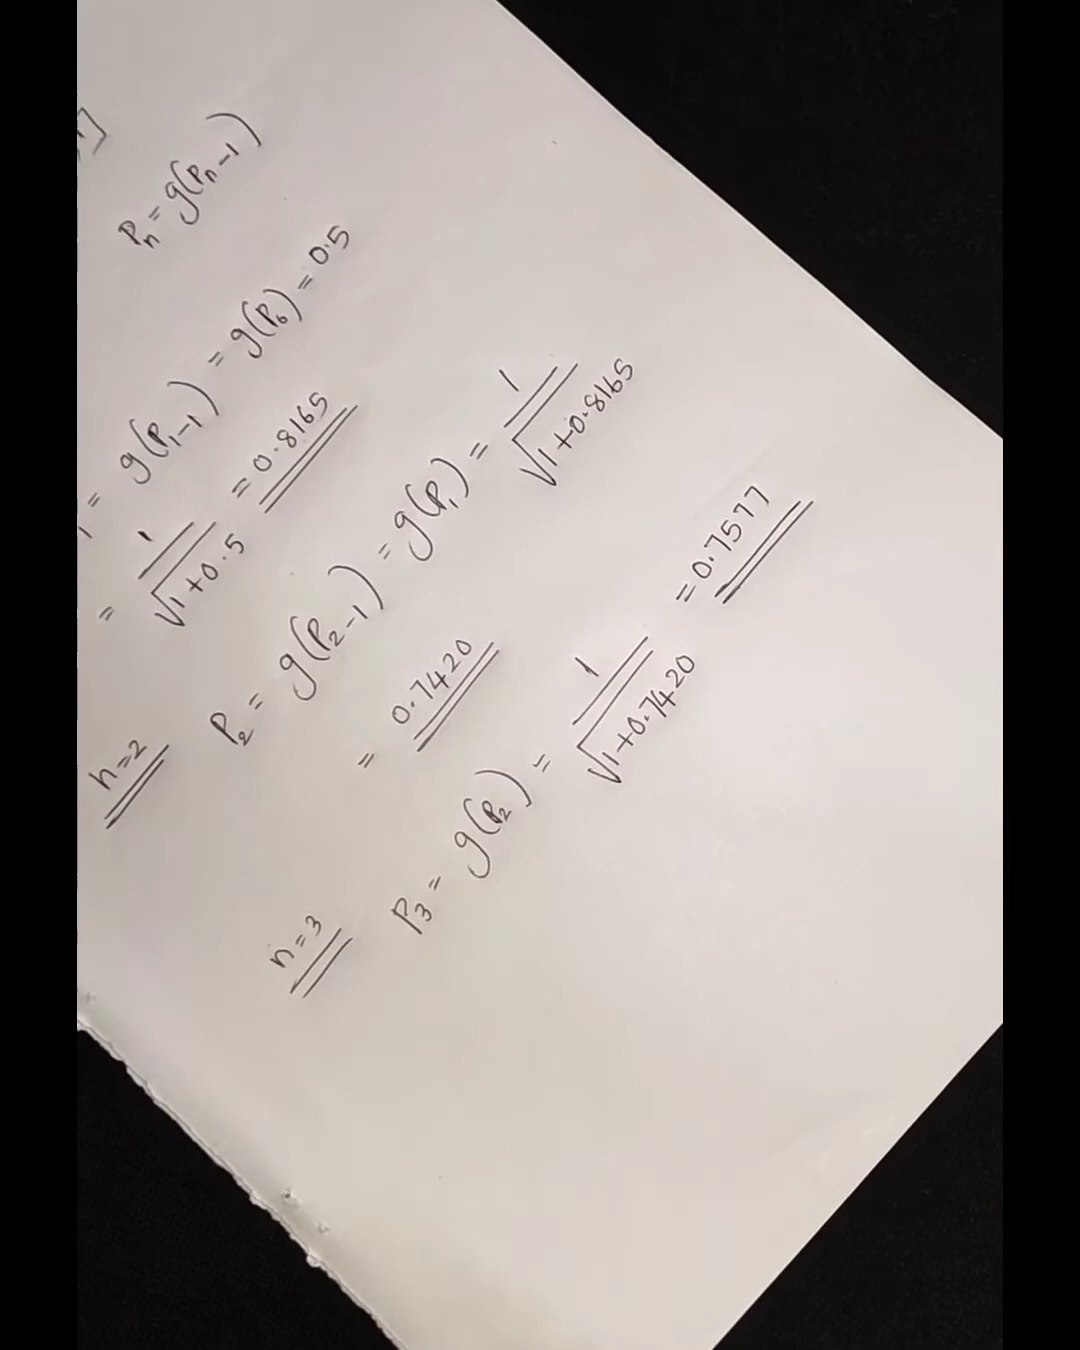 ]
Pₙ = g(Pₙ₋₁)
₁ = g(P₁₋₁) = g(P₀) = 0.5
= 1/√(1+0.5) = 0.8165
n=2 P₂ = g(P₂₋₁) = g(P₁) = 1/√(1+0.8165)
= 0.7420
n=3 P₃ = g(P₂) = 1/√(1+0.7420) = 0.7577